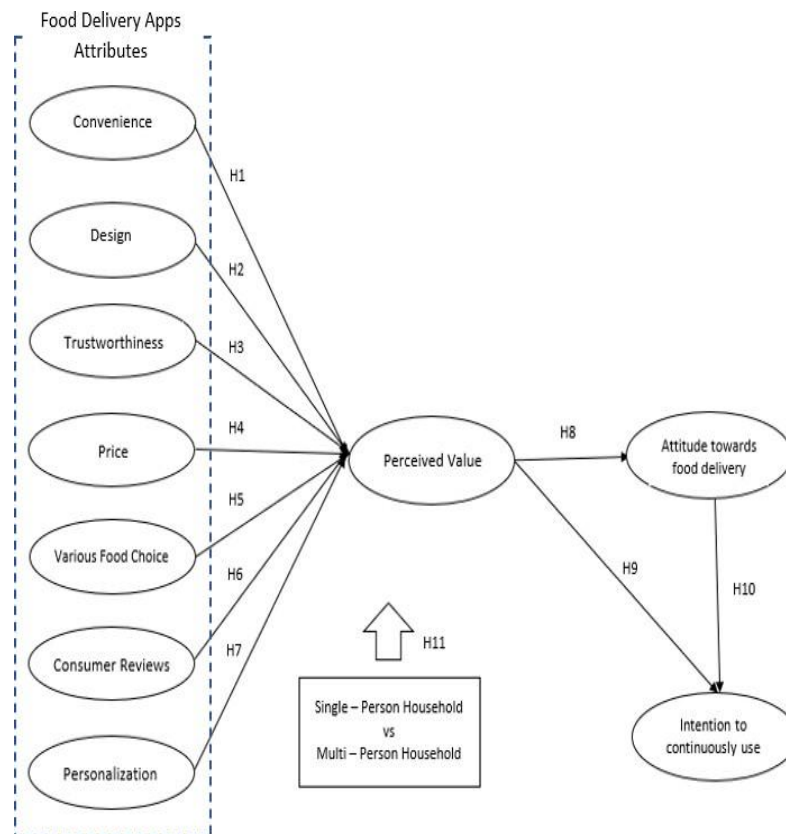 Food Delivery Apps
Attributes
Convenience
H1
Design
H2
Trustworthiness
H3
Price
H4
Various Food Choice
H5
Consumer Reviews
H6
Personalization
H7
Perceived Value
H8
Attitude towards
food delivery
H9
H10
H11
Single – Person Household
vs
Multi – Person Household
Intention to
continuously use